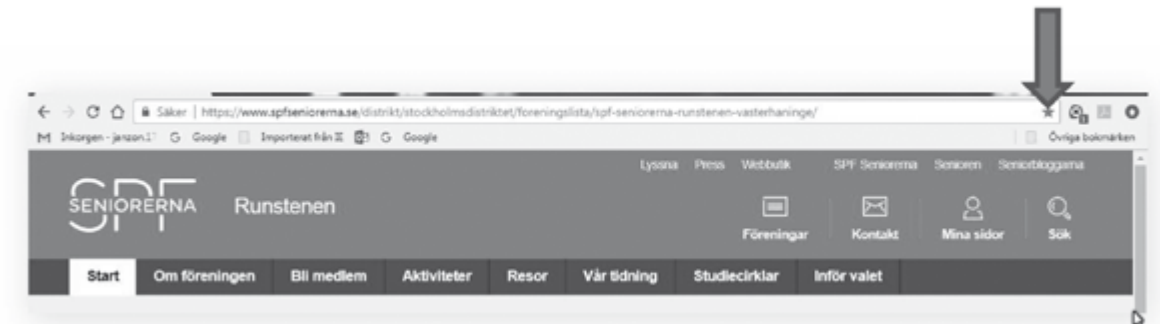 Säker | https://www.spfseniorerna.se/distrikt/stockholmsdistriktet/foreningslista/spf-seniorerna-runstenen-vasterhaninge/
Inkorgen - janzon.1 G Google Importerat från G Google Övriga bokmärken
Lyssna Press Webbutik SPF Seniorerna Senioren Seniorbloggarna
SPF
SENIORERNA Runstenen
Föreningar Kontakt Mina sidor Sök
Start Om föreningen Bli medlem Aktiviteter Resor Vår tidning Studiecirklar Inför valet